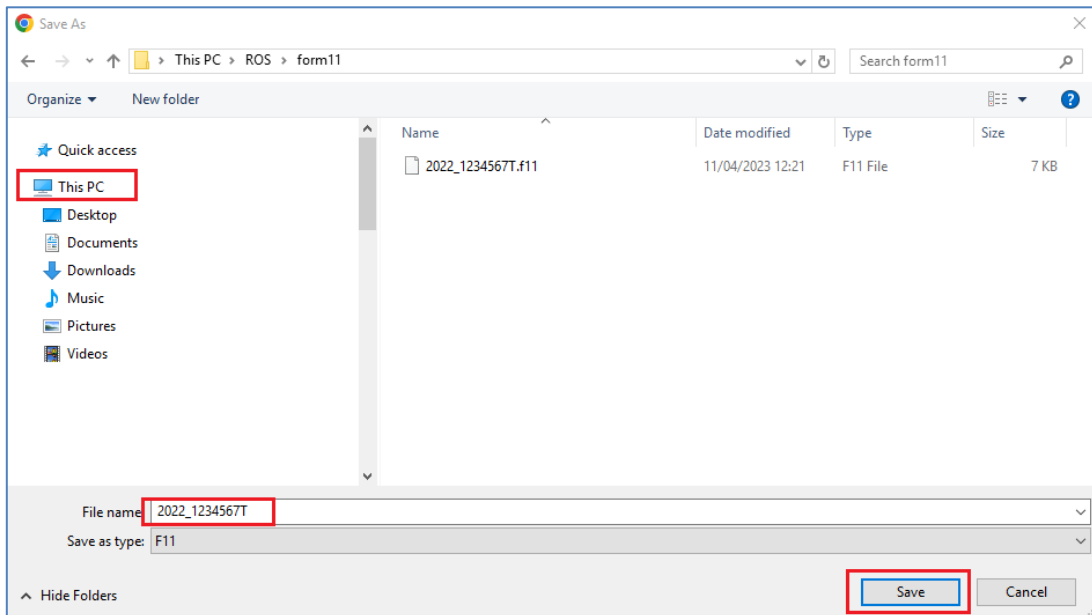 Save As
This PC > ROS > form11
Search form11
Organize
New folder
?
Quick access
This PC
Desktop
Documents
Downloads
Music
Pictures
Videos
Name Date modified Type Size
2022_1234567T.f11 11/04/2023 12:21 F11 File 7 KB
File name 2022_1234567T
Save as type: F11
Hide Folders
Save
Cancel